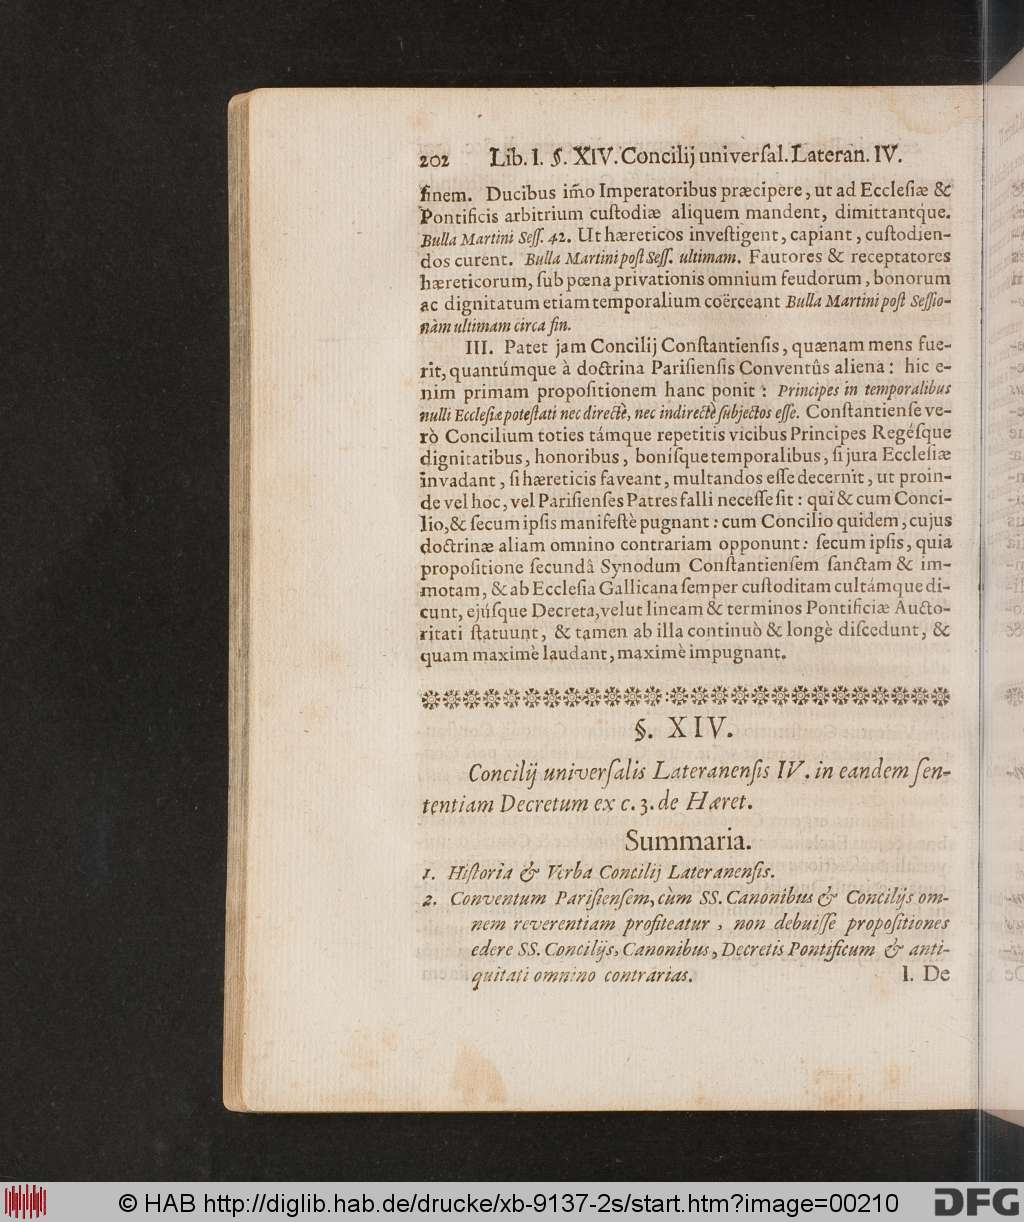 202 Lib. I. §. XIV. Concilij universal. Lateran. IV.
finem. Ducibus im̃o Imperatoribus præcipere, ut ad Ecclesiæ &
Pontificis arbitrium custodiæ aliquem mandent, dimittantq́ue.
Bulla Martini Sess. 42. Ut hæreticos investigent, capiant, custodien-
dos curent. Bulla Martini post Sess. ultimam. Fautores & receptatores
hæreticorum, sub pœna privationis omnium feudorum, bonorum
ac dignitatum etiam temporalium coërceant Bulla Martini post Sessio-
nàm ultimam circa fin.
III. Patet jam Concilij Constantiensis, quænam mens fue-
rit, quantúmque à doctrina Parisiensis Conventûs aliena: hic e-
nim primam propositionem hanc ponit: Principes in temporalibus
nulli Ecclesiæ potestati nec directè, nec indirectè subjectos esse. Constantiense ve-
rò Concilium toties támque repetitis vicibus Principes Regésque
dignitatibus, honoribus, bonísque temporalibus, si jura Ecclesiæ
invadant, si hæreticis faveant, multandos esse decernit, ut proin-
de vel hoc, vel Parisienses Patres falli necesse sit: qui & cum Conci-
lio, & secum ipsis manifestè pugnant: cum Concilio quidem, cujus
doctrinæ aliam omnino contrariam opponunt: secum ipsis, quia
propositione secundâ Synodum Constantiensem sanctam & im-
motam, & ab Ecclesia Gallicana semper custoditam cultámque di-
cunt, ejúsque Decreta, velut lineam & terminos Pontificiæ Aucto-
ritati statuunt, & tamen ab illa continuò & longè discedunt, &
quam maximè laudant, maximè impugnant.
§. XIV.
Concilij universalis Lateranensis IV. in eandem sen-
tentiam Decretum ex c. 3. de Hæret.
Summaria.
1. Historia & Verba Concilij Lateranensis.
2. Conventum Parisiensem, cùm SS. Canonibus & Concilijs om-
nem reverentiam profiteatur, non debuisse propositiones
edere SS. Concilijs, Canonibus, Decretis Pontificum & anti-
quitati omnino contrarias.
I. De
© HAB http://diglib.hab.de/drucke/xb-9137-2s/start.htm?image=00210
DFG